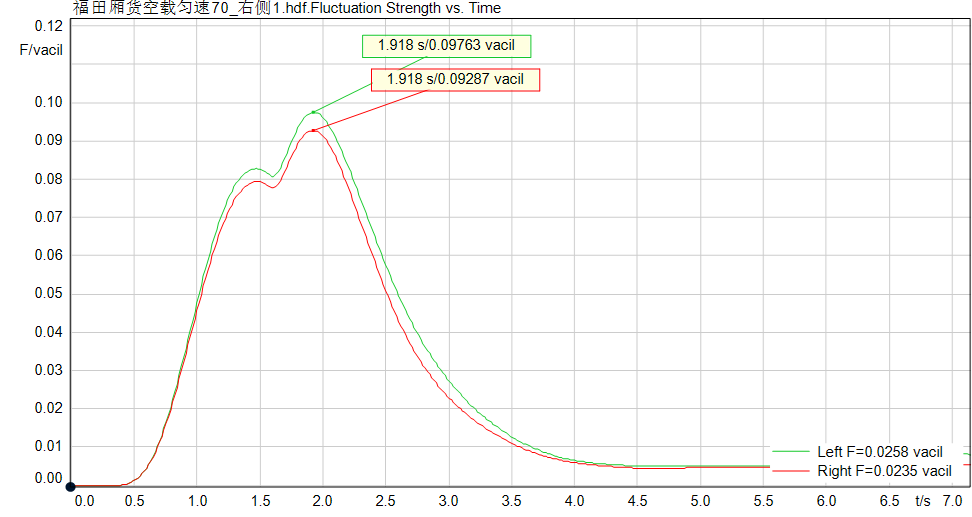 福田厢货空载匀速70_右侧1.hdf.Fluctuation Strength vs. Time
0.12
F/vacil
0.10
0.09
0.08
0.07
0.06
0.05
0.04
0.03
0.02
0.01
0.00
1.918 s/0.09763 vacil
1.918 s/0.09287 vacil
Left F=0.0258 vacil
Right F=0.0235 vacil
0.0 0.5 1.0 1.5 2.0 2.5 3.0 3.5 4.0 4.5 5.0 5.5 6.0 6.5 t/s 7.0